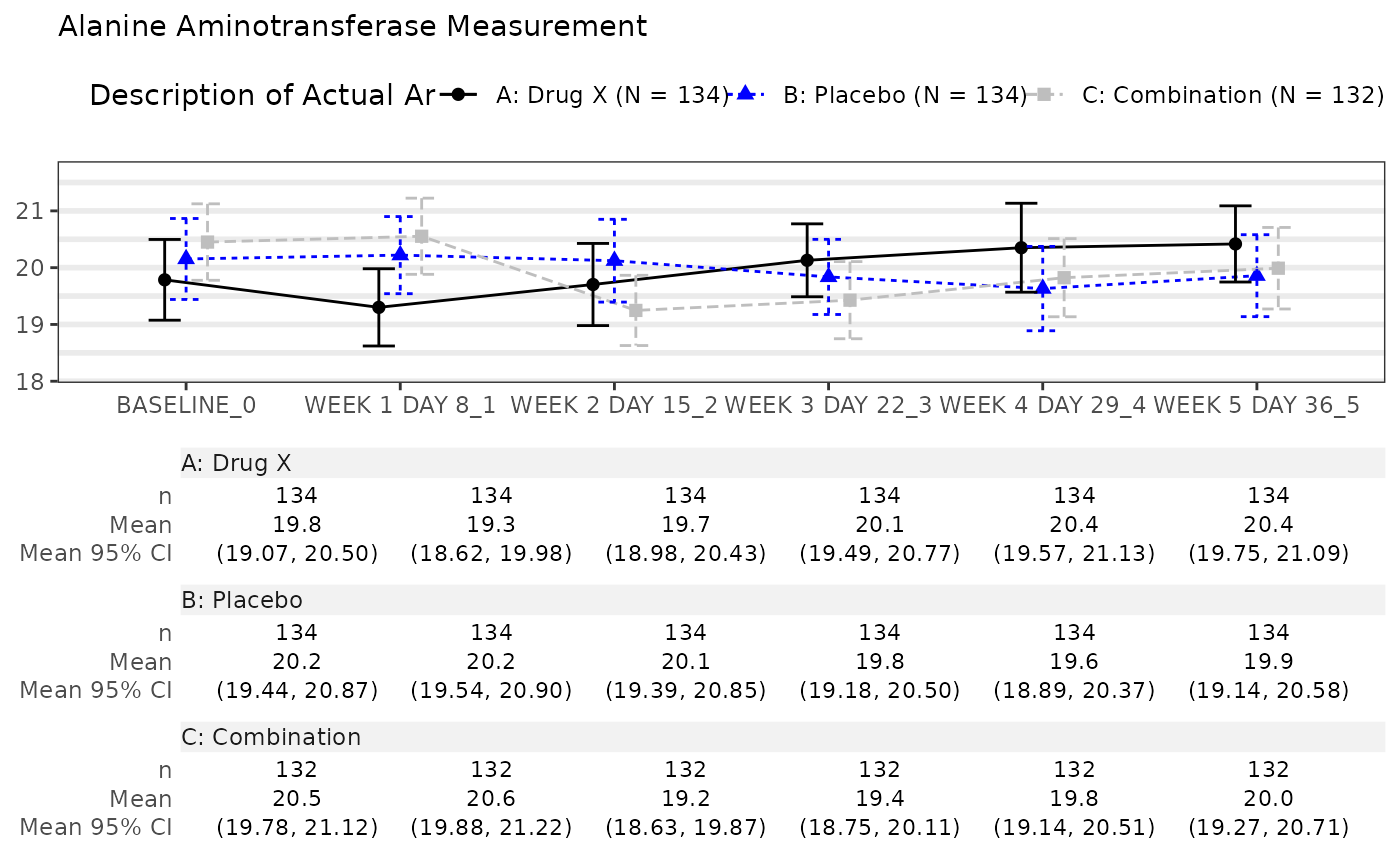 Alanine Aminotransferase Measurement
Description of Actual Ar A: Drug X (N = 134) B: Placebo (N = 134) C: Combination (N = 132)
21
20
19
18
BASELINE_0 WEEK 1 DAY 8_1 WEEK 2 DAY 15_2 WEEK 3 DAY 22_3 WEEK 4 DAY 29_4 WEEK 5 DAY 36_5
A: Drug X
n 134 134 134 134 134 134
Mean 19.8 19.3 19.7 20.1 20.4 20.4
Mean 95% CI (19.07, 20.50) (18.62, 19.98) (18.98, 20.43) (19.49, 20.77) (19.57, 21.13) (19.75, 21.09)
B: Placebo
n 134 134 134 134 134 134
Mean 20.2 20.2 20.1 19.8 19.6 19.9
Mean 95% CI (19.44, 20.87) (19.54, 20.90) (19.39, 20.85) (19.18, 20.50) (18.89, 20.37) (19.14, 20.58)
C: Combination
n 132 132 132 132 132 132
Mean 20.5 20.6 19.2 19.4 19.8 20.0
Mean 95% CI (19.78, 21.12) (19.88, 21.22) (18.63, 19.87) (18.75, 20.11) (19.14, 20.51) (19.27, 20.71)